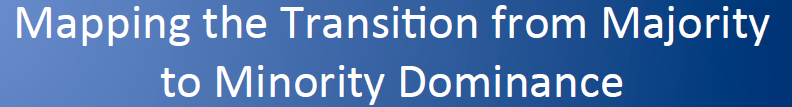 Mapping the Transition from Majority
to Minority Dominance